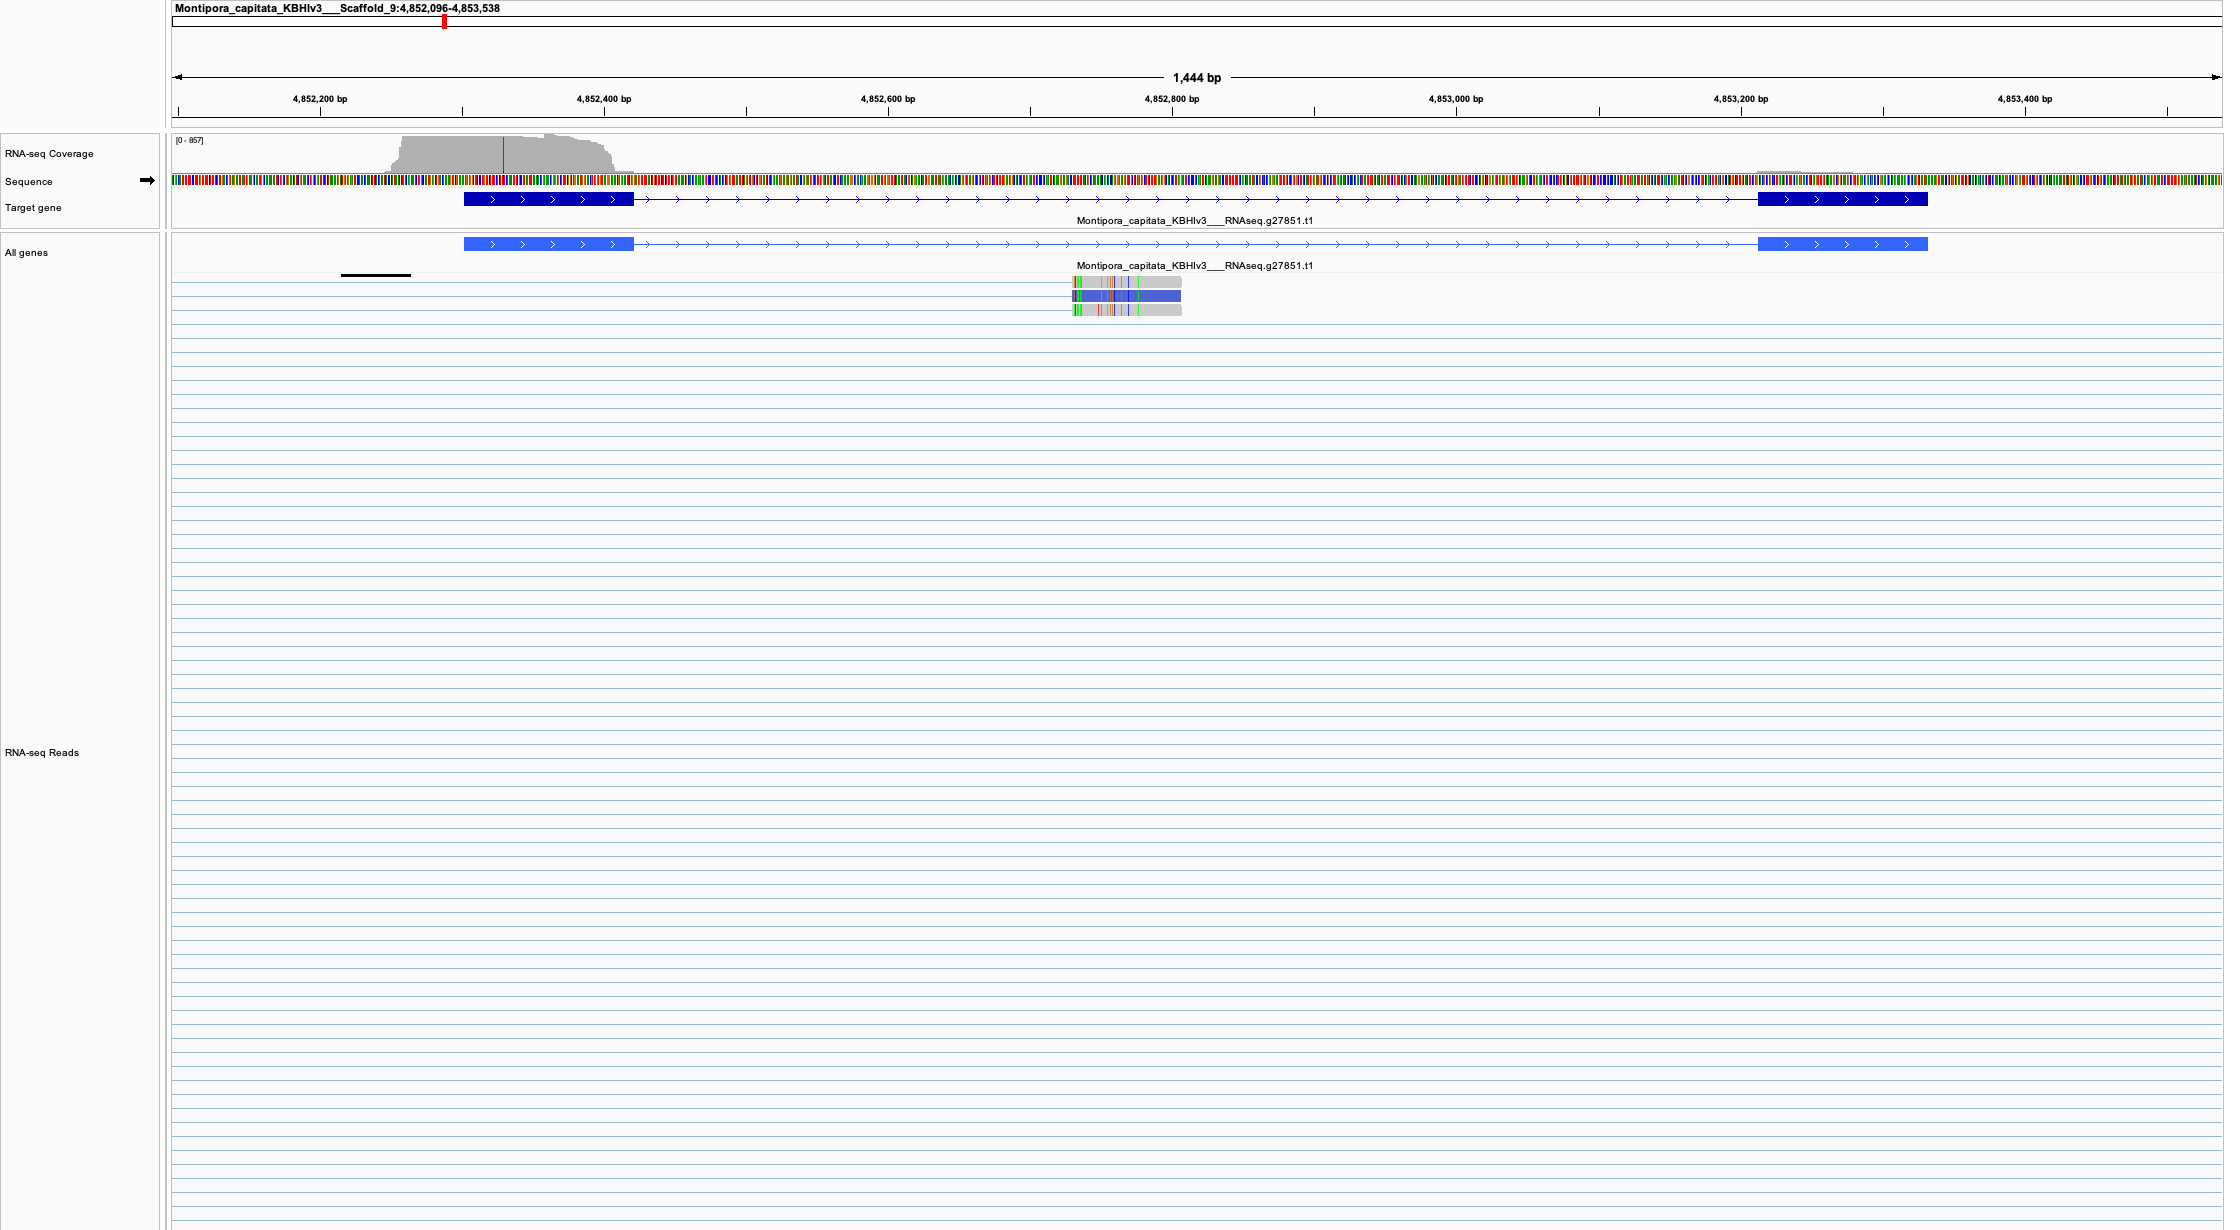 Montipora_capitata_KBHIv3___Scaffold_9:4,852,096-4,853,538
1,444 bp
4,852,200 bp 4,852,400 bp 4,852,600 bp 4,852,800 bp 4,853,000 bp 4,853,200 bp 4,853,400 bp
[0 - 857]
RNA-seq Coverage
Sequence
Target gene
Montipora_capitata_KBHIv3___RNAseq.g27851.t1
All genes
Montipora_capitata_KBHIv3___RNAseq.g27851.t1
RNA-seq Reads